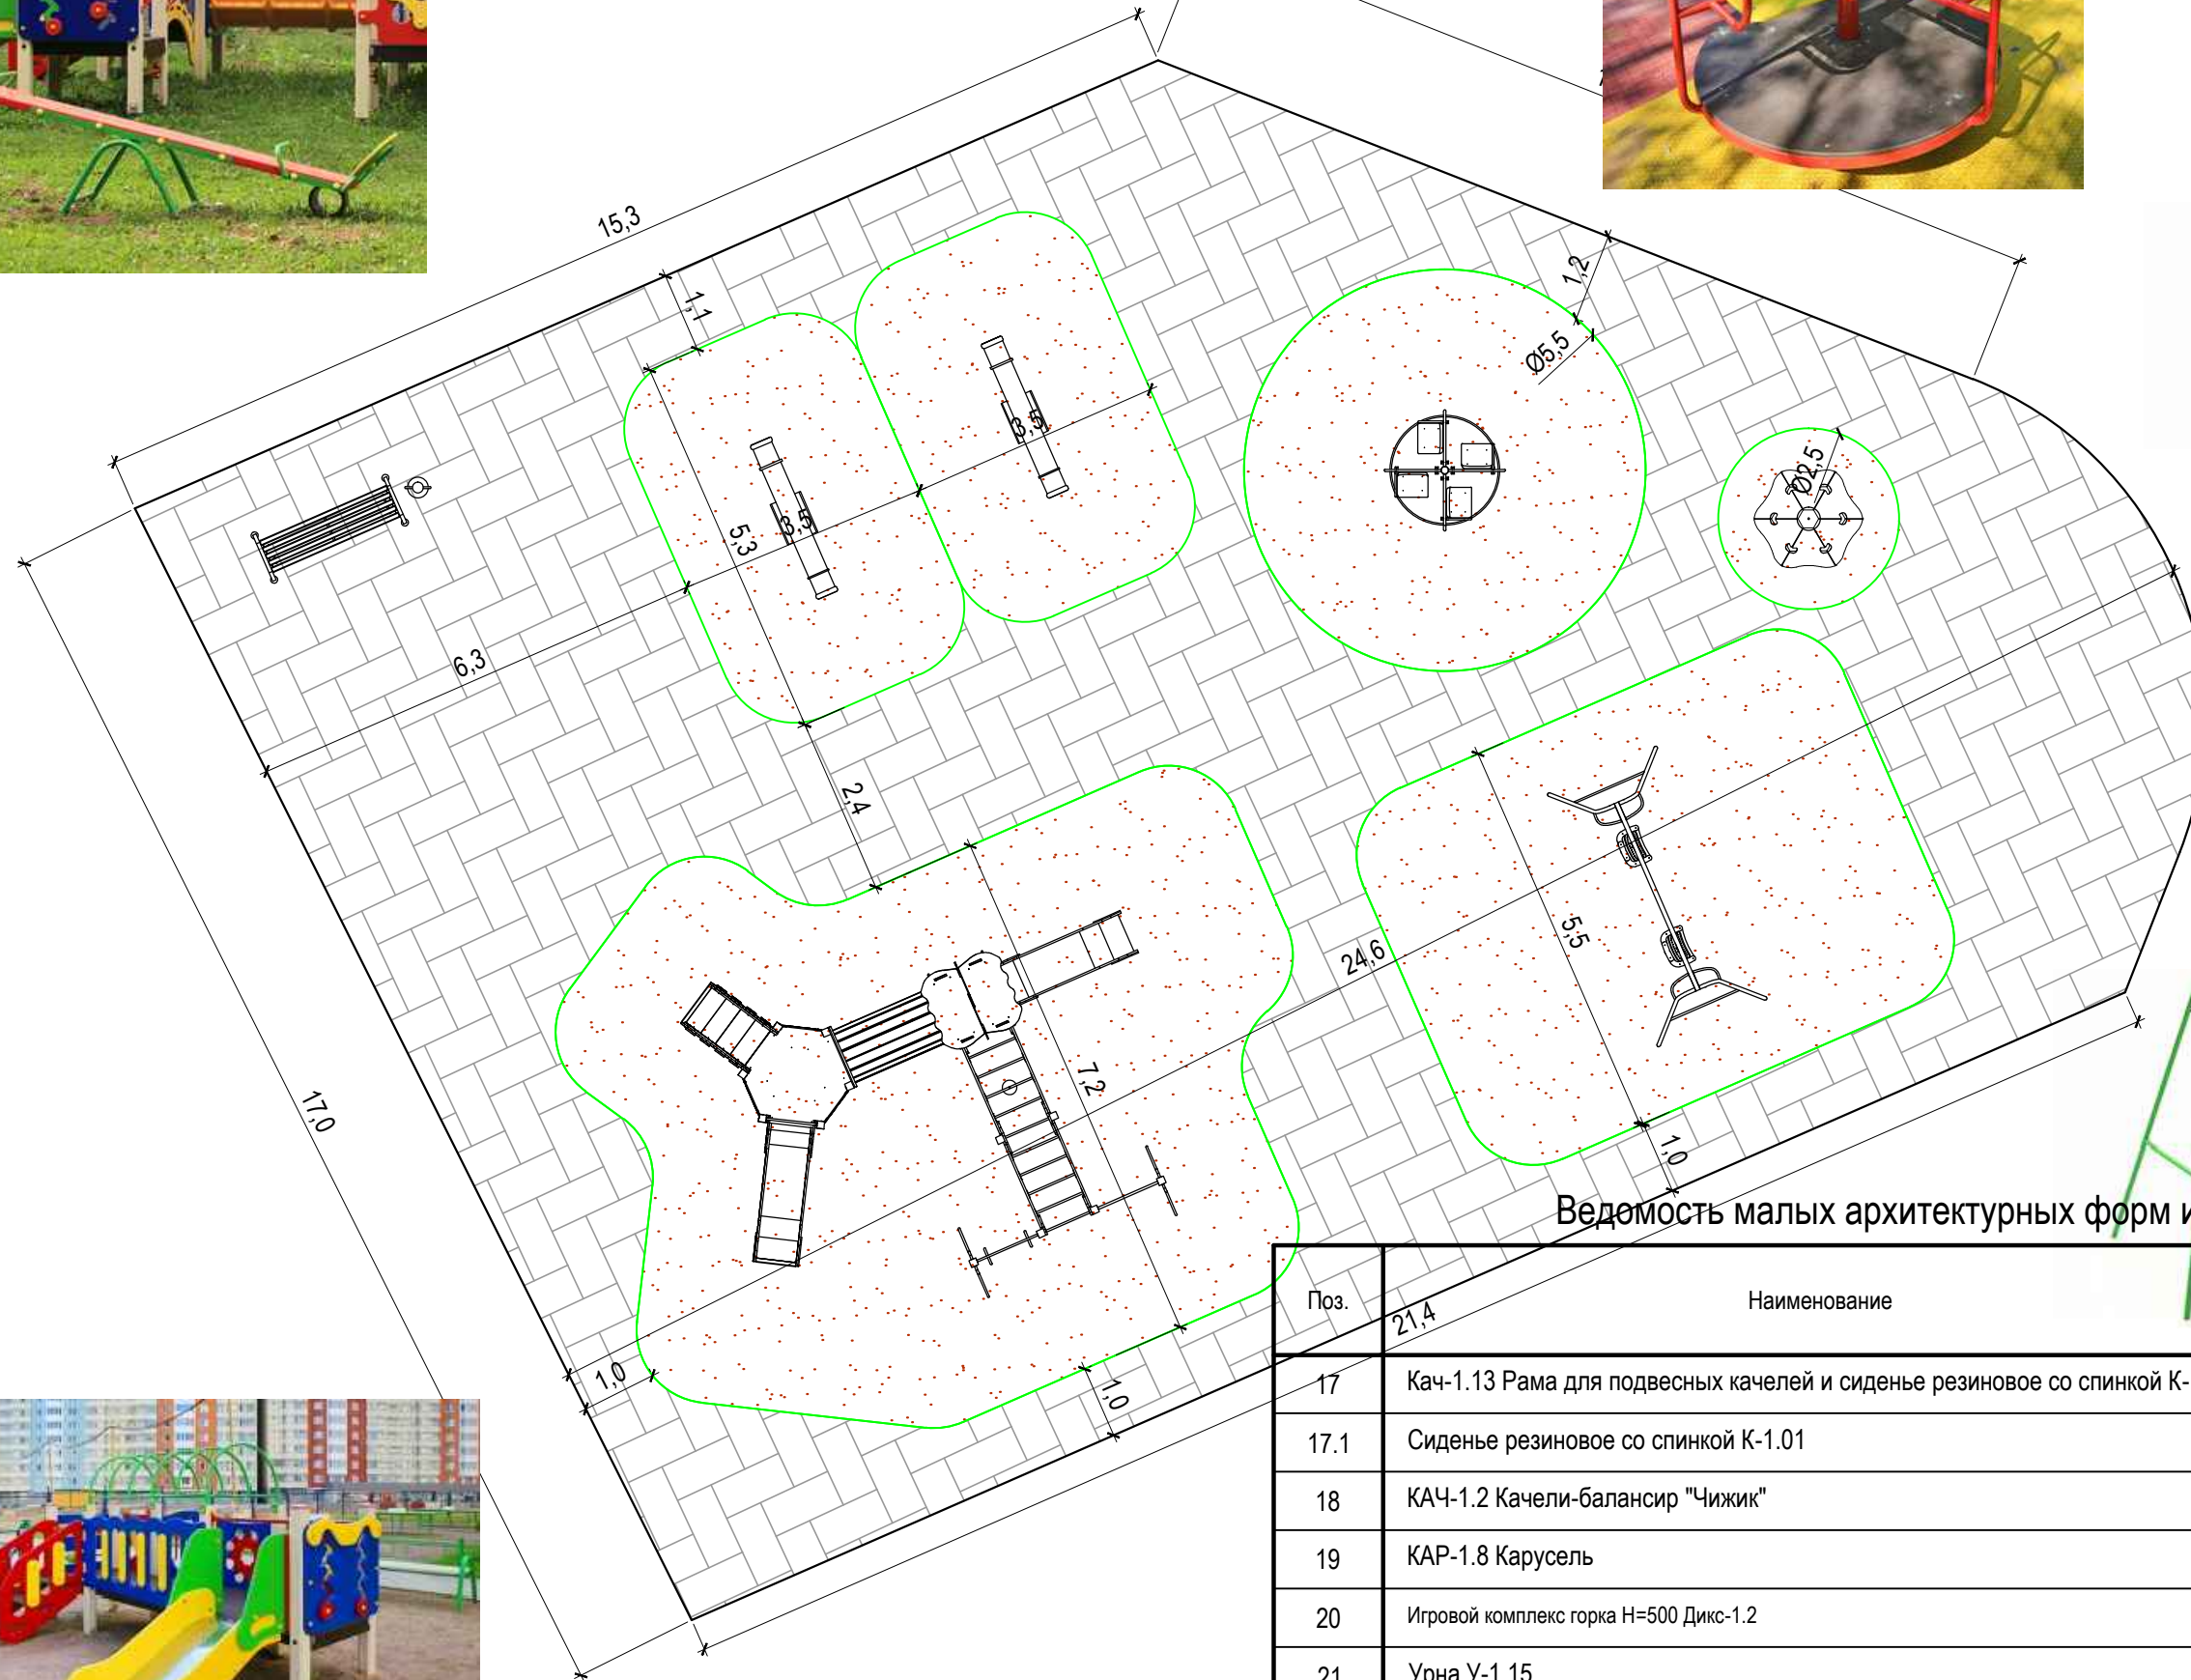 15,3
1,1
1,2
Ø5,5
Ø2,5
3,5
3,5
5,3
6,3
2,4
5,5
24,6
7,2
17,0
1,0
1,0
1,0
21,4
Ведомость малых архитектурных форм и
Поз.
Наименование
17
Кач-1.13 Рама для подвесных качелей и сиденье резиновое со спинкой К-
17.1
Сиденье резиновое со спинкой К-1.01
18
КАЧ-1.2 Качели-балансир "Чижик"
19
КАР-1.8 Карусель
20
Игровой комплекс горка Н=500 Дикс-1.2
21
Урна У-1.15